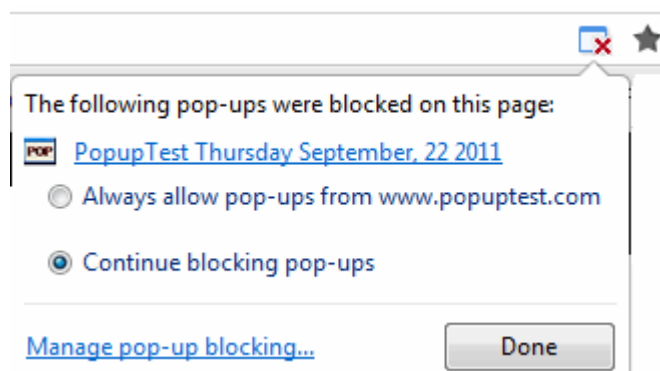 The following pop-ups were blocked on this page:
POP PopupTest Thursday September, 22 2011
Always allow pop-ups from www.popuptest.com
Continue blocking pop-ups
Manage pop-up blocking... Done